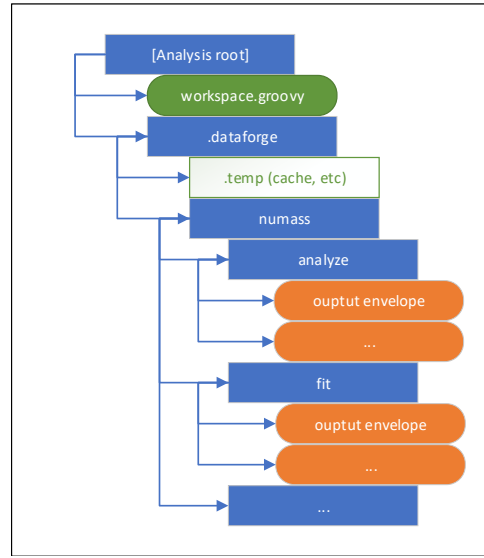 [Analysis root]
workspace.groovy
.dataforge
.temp (cache, etc)
numass
analyze
ouptut envelope
...
fit
ouptut envelope
...
...